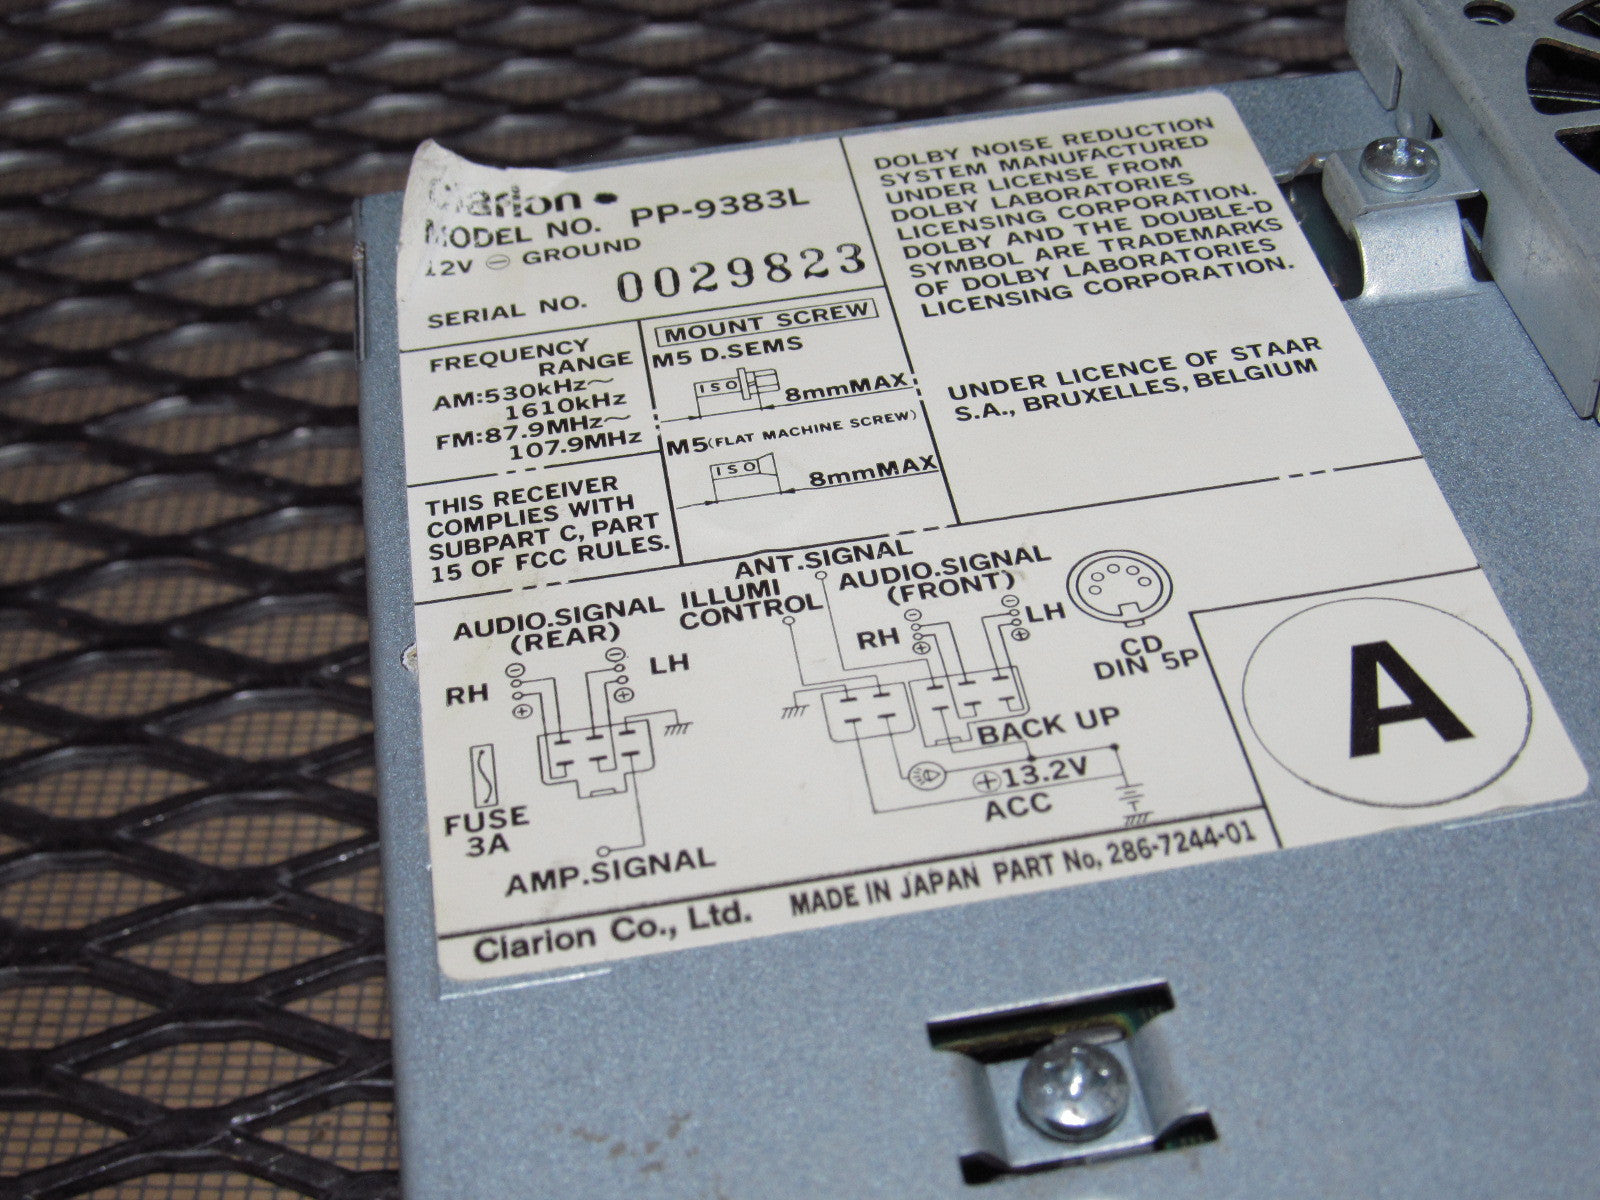 Clarion
MODEL NO. PP-9383L
12V ⊖ GROUND
SERIAL NO. 0029823
DOLBY NOISE REDUCTION
SYSTEM MANUFACTURED
UNDER LICENSE FROM
DOLBY LABORATORIES
LICENSING CORPORATION.
DOLBY AND THE DOUBLE-D
SYMBOL ARE TRADEMARKS
OF DOLBY LABORATORIES
LICENSING CORPORATION.
UNDER LICENCE OF STAAR
S.A., BRUXELLES, BELGIUM
FREQUENCY
RANGE
AM:530kHz~
1610kHz
FM:87.9MHz~
107.9MHz
MOUNT SCREW
M5 D.SEMS
ISO
8mmMAX
M5(FLAT MACHINE SCREW)
ISO
8mmMAX
THIS RECEIVER
COMPLIES WITH
SUBPART C, PART
15 OF FCC RULES.
AUDIO.SIGNAL
(REAR)
RH ⊖ ⊕
LH ⊖ ⊕
FUSE
3A
AMP.SIGNAL
ILLUMI
CONTROL
ANT.SIGNAL
AUDIO.SIGNAL
(FRONT)
RH ⊖ ⊕
LH ⊖ ⊕
CD
DIN 5P
BACK UP
⊕13.2V
ACC
A
Clarion Co., Ltd. MADE IN JAPAN PART No, 286-7244-01